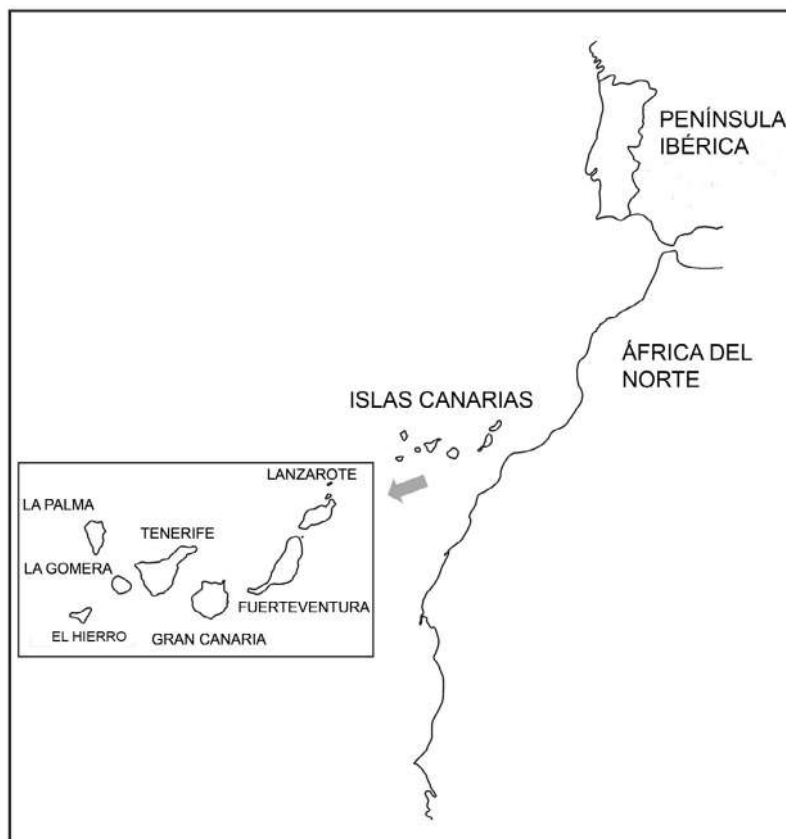 PENÍNSULA
IBÉRICA
ÁFRICA DEL
NORTE
ISLAS CANARIAS
LANZAROTE
LA PALMA
TENERIFE
LA GOMERA
FUERTEVENTURA
EL HIERRO
GRAN CANARIA